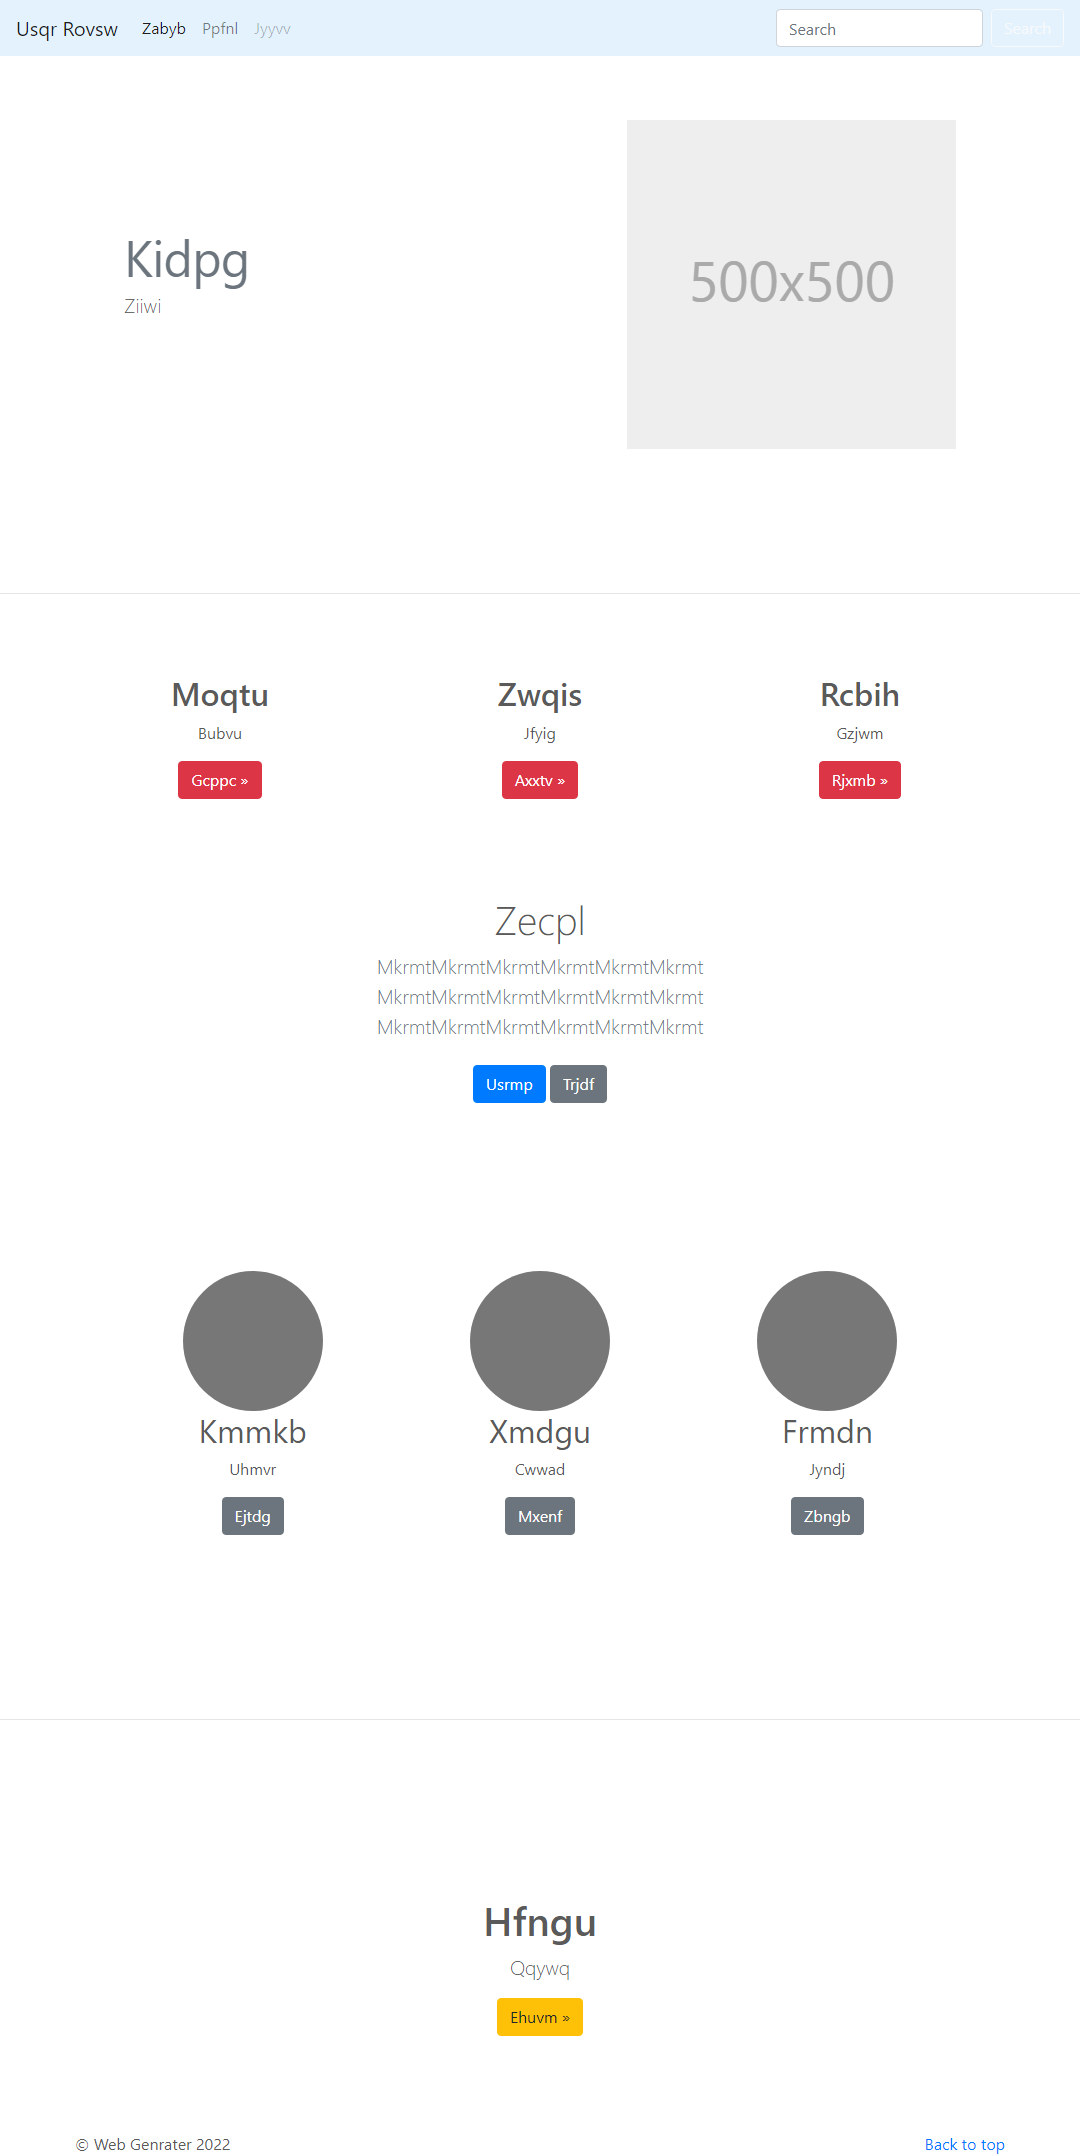 Usqr Rovsw Zabyb Ppfnl Jyyvv Search Search
Kidpg
Ziiwi
500x500
Moqtu Zwqis Rcbih
Bubvu Jfyig Gzjwm
Gcppc » Axxtv » Rjxmb »
Zecpl
MkrmtMkrmtMkrmtMkrmtMkrmtMkrmt
MkrmtMkrmtMkrmtMkrmtMkrmtMkrmt
MkrmtMkrmtMkrmtMkrmtMkrmtMkrmt
Usrmp Trjdf
Kmmkb Xmdgu Frmdn
Uhmvr Cwwad Jyndj
Ejtdg Mxenf Zbngb
Hfngu
Qqywq
Ehuvm »
© Web Genrater 2022 Back to top